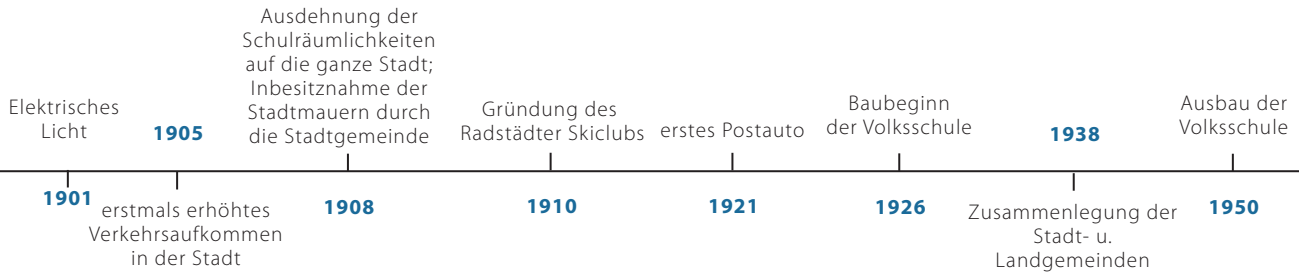 Elektrisches
Licht
1901
1905
erstmals erhöhtes
Verkehrsaufkommen
in der Stadt
Ausdehnung der
Schulräumlichkeiten
auf die ganze Stadt;
Inbesitznahme der
Stadtmauern durch
die Stadtgemeinde
1908
Gründung des
Radstädter Skiclubs
1910
erstes Postauto
1921
Baubeginn
der Volksschule
1926
1938
Zusammenlegung der
Stadt- u.
Landgemeinden
Ausbau der
Volksschule
1950